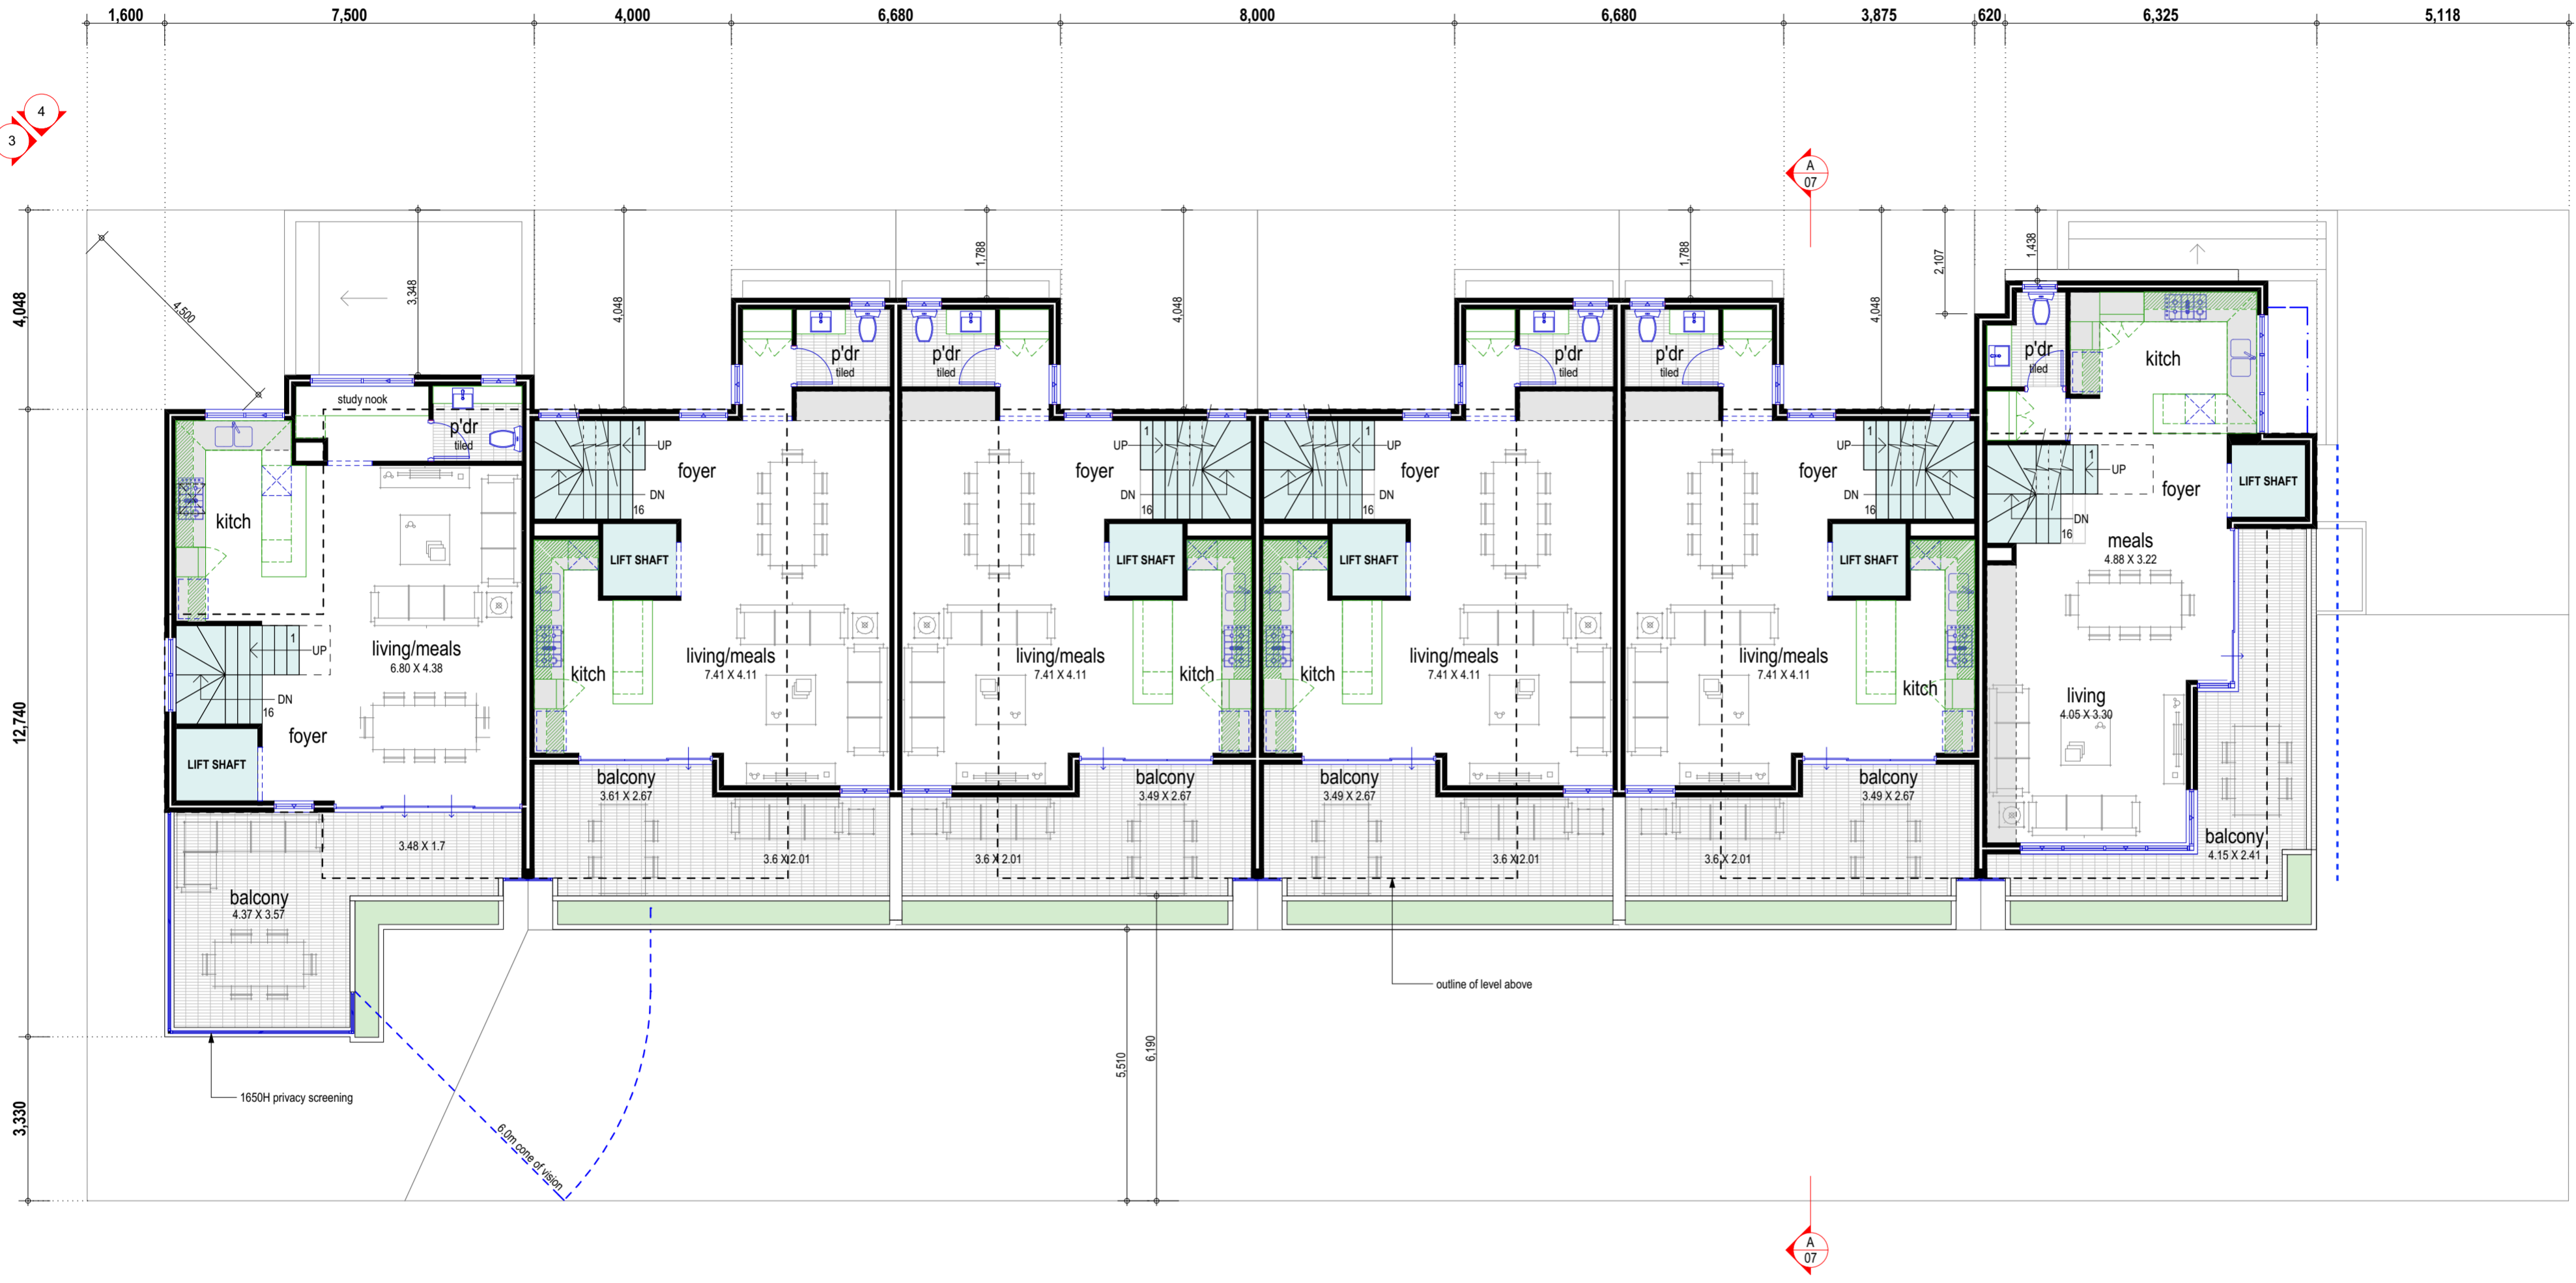 1,600
7,500
4,000
6,680
8,000
6,680
3,875
620
6,325
5,118
4
3
A
07
4,048
12,740
3,330
4,500
3,348
4,048
1,788
4,048
1,788
4,048
2,107
1,438
study nook
p'dr
tiled
kitch
1
UP
living/meals
6.80 X 4.38
DN
16
foyer
LIFT SHAFT
3.48 X 1.7
balcony
4.37 X 3.57
1650H privacy screening
6.0m cone of vision
p'dr
tiled
1
UP
foyer
DN
16
LIFT SHAFT
living/meals
7.41 X 4.11
kitch
balcony
3.61 X 2.67
3.6 X 2.01
p'dr
tiled
foyer
1
UP
DN
16
LIFT SHAFT
living/meals
7.41 X 4.11
kitch
balcony
3.49 X 2.67
3.6 X 2.01
p'dr
tiled
1
UP
foyer
DN
16
LIFT SHAFT
living/meals
7.41 X 4.11
kitch
balcony
3.49 X 2.67
3.6 X 2.01
outline of level above
p'dr
tiled
foyer
1
UP
DN
16
LIFT SHAFT
living/meals
7.41 X 4.11
kitch
balcony
3.49 X 2.67
3.6 X 2.01
p'dr
tiled
kitch
1
UP
foyer
LIFT SHAFT
DN
16
meals
4.88 X 3.22
living
4.05 X 3.30
balcony
4.15 X 2.41
5,510
6,190
A
07